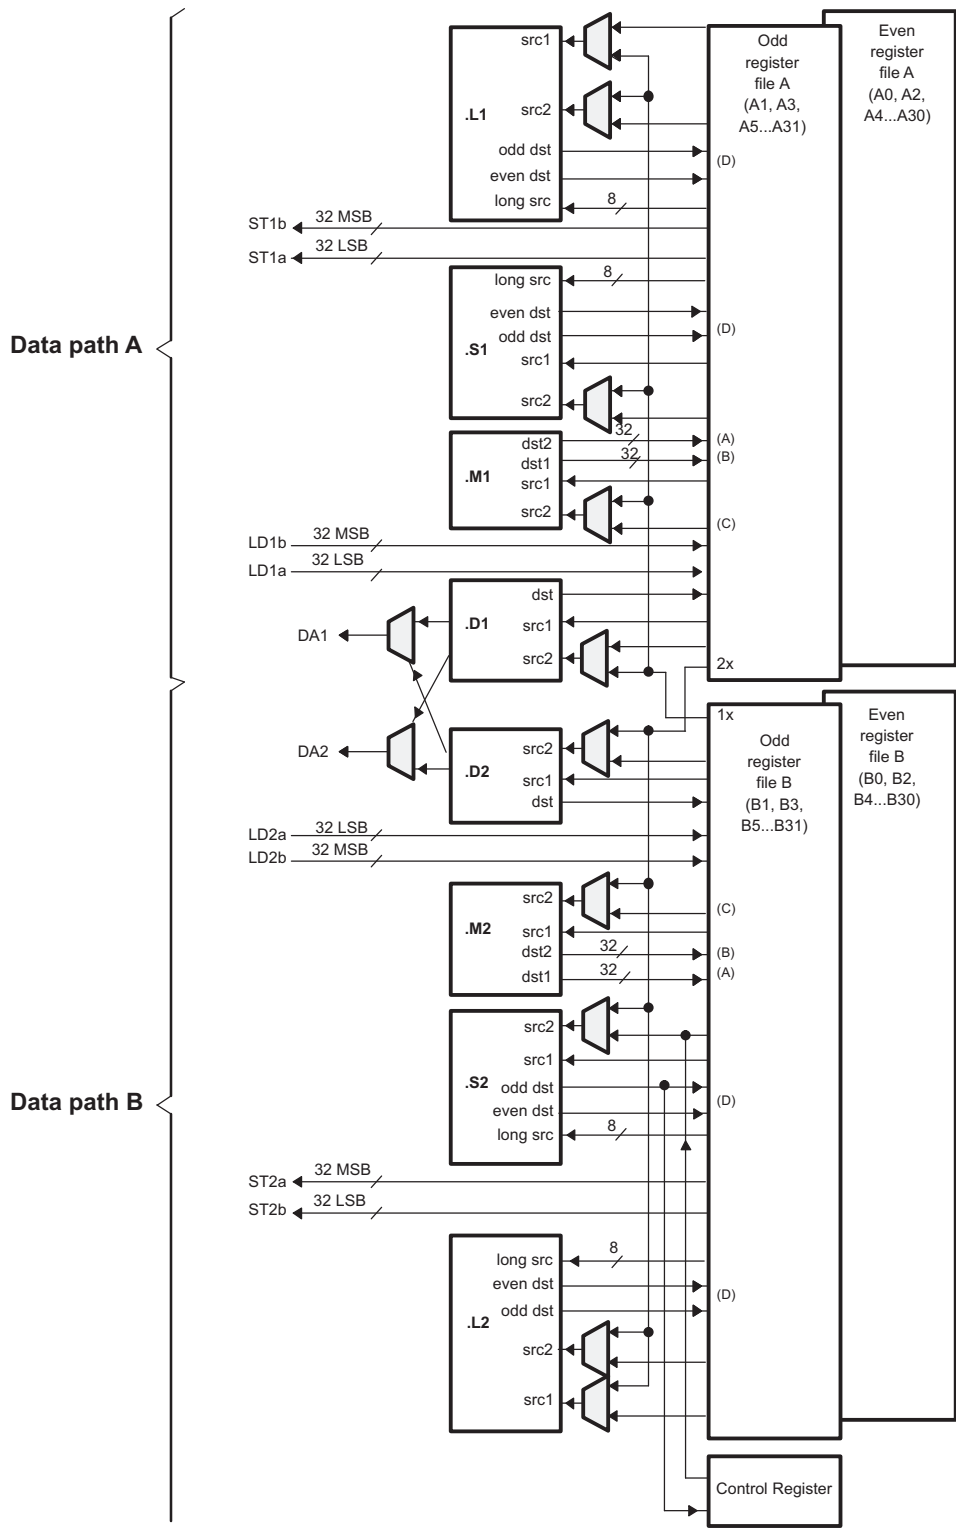 Odd
register
file A
(A1, A3,
A5...A31)
Even
register
file A
(A0, A2,
A4...A30)
src1
.L1
src2
odd dst
(D)
even dst
long src
8
ST1b
32 MSB
ST1a
32 LSB
long src
8
even dst
(D)
odd dst
Data path A
.S1
src1
src2
32
dst2
(A)
32
dst1
(B)
.M1
src1
src2
(C)
LD1b
32 MSB
LD1a
32 LSB
dst
.D1
src1
DA1
src2
2x
1x
Odd
register
file B
(B1, B3,
B5...B31)
Even
register
file B
(B0, B2,
B4...B30)
DA2
src2
.D2
src1
dst
LD2a
32 LSB
LD2b
32 MSB
src2
(C)
.M2
src1
dst2
32
(B)
dst1
32
(A)
src2
src1
.S2
odd dst
Data path B
(D)
even dst
long src
8
ST2a
32 MSB
ST2b
32 LSB
long src
8
even dst
(D)
odd dst
.L2
src2
src1
Control Register